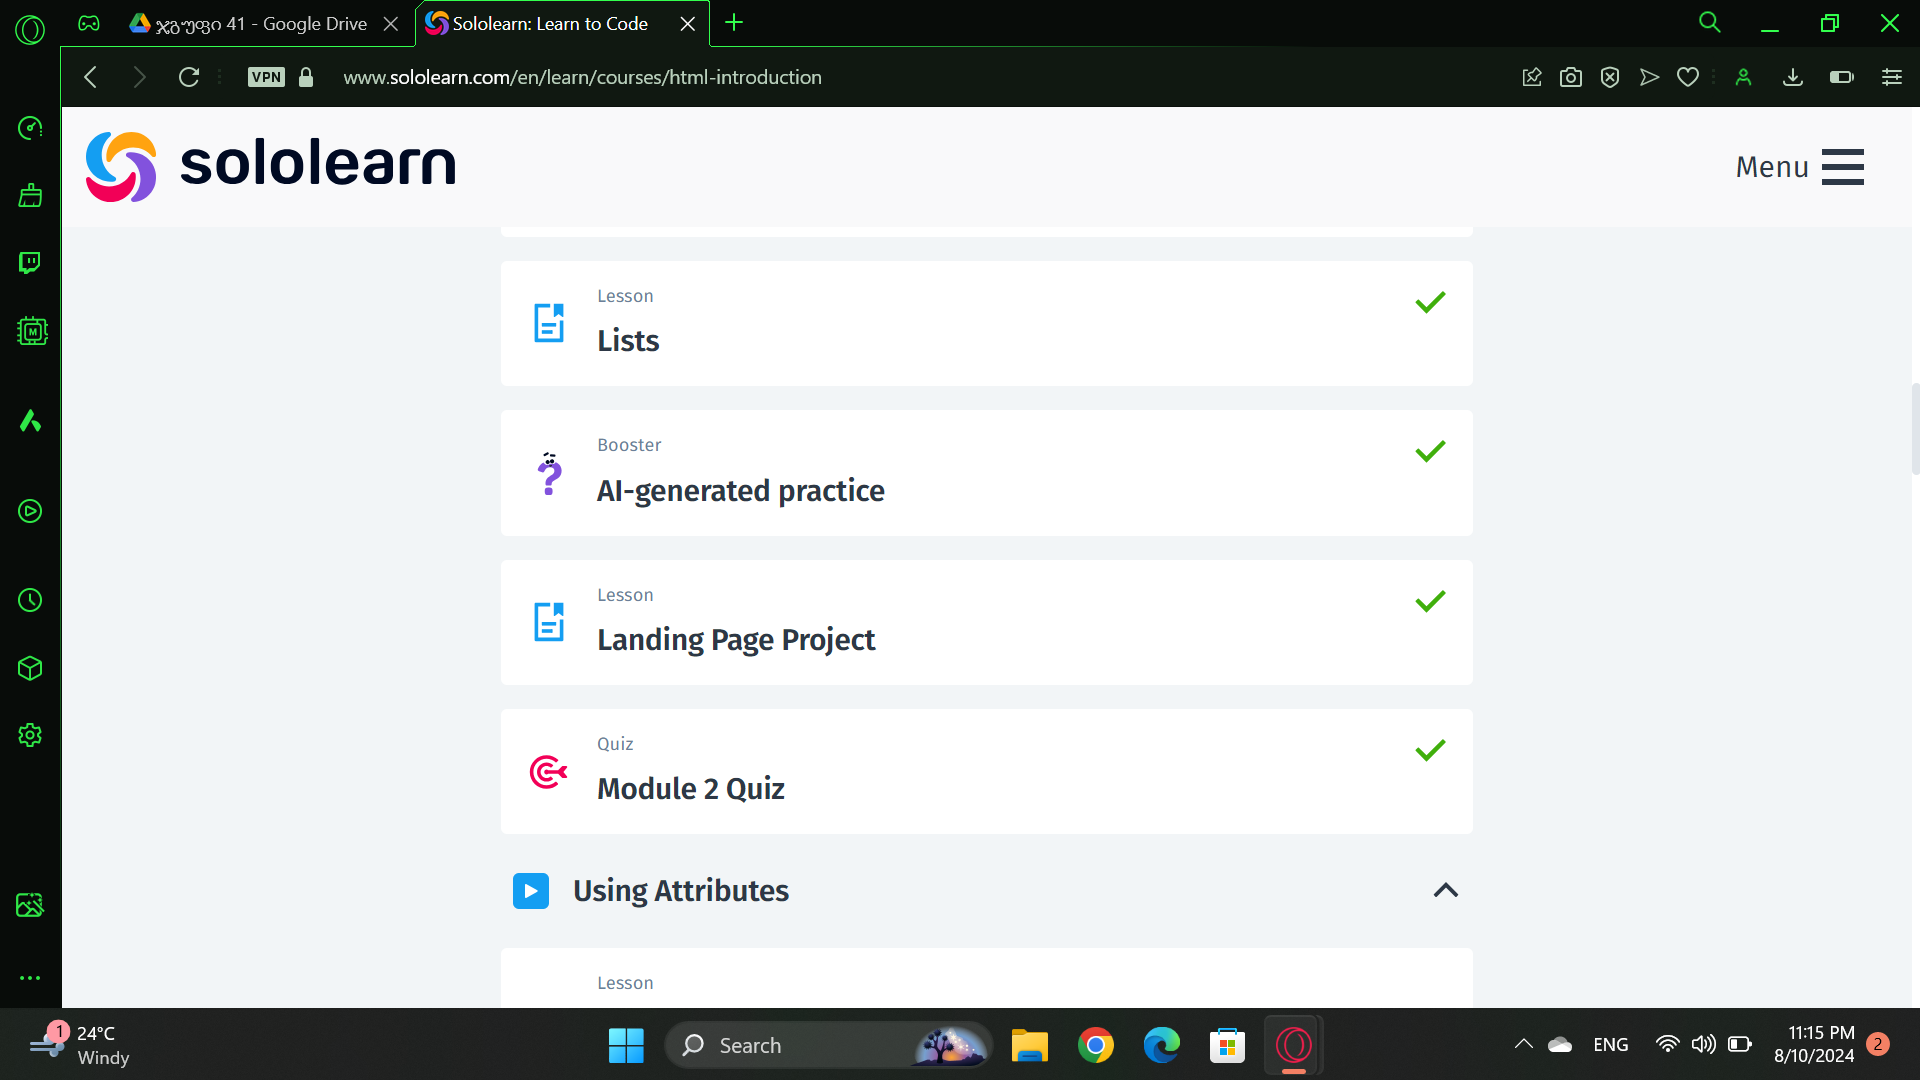 ჯგუფი 41 - Google Drive
Sololearn: Learn to Code
VPN
www.sololearn.com/en/learn/courses/html-introduction
sololearn
Menu
Lesson
Lists
Booster
AI-generated practice
Lesson
Landing Page Project
Quiz
Module 2 Quiz
Using Attributes
Lesson
1
24°C
Windy
Search
ENG
11:15 PM
8/10/2024
2